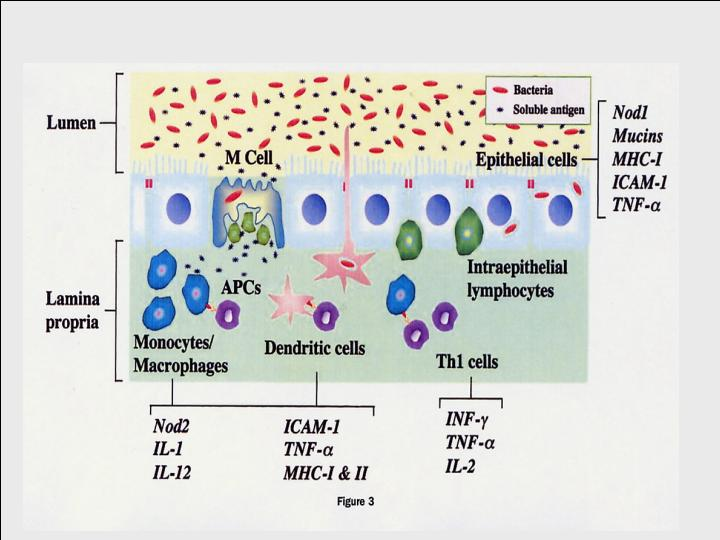 Bacteria
Soluble antigen
Lumen
M Cell
Epithelial cells
Nod1
Mucins
MHC-I
ICAM-1
TNF-α
APCs
Intraepithelial
lymphocytes
Lamina
propria
Monocytes/
Macrophages
Dendritic cells
Th1 cells
Nod2
IL-1
IL-12
ICAM-1
TNF-α
MHC-I & II
INF-γ
TNF-α
IL-2
Figure 3